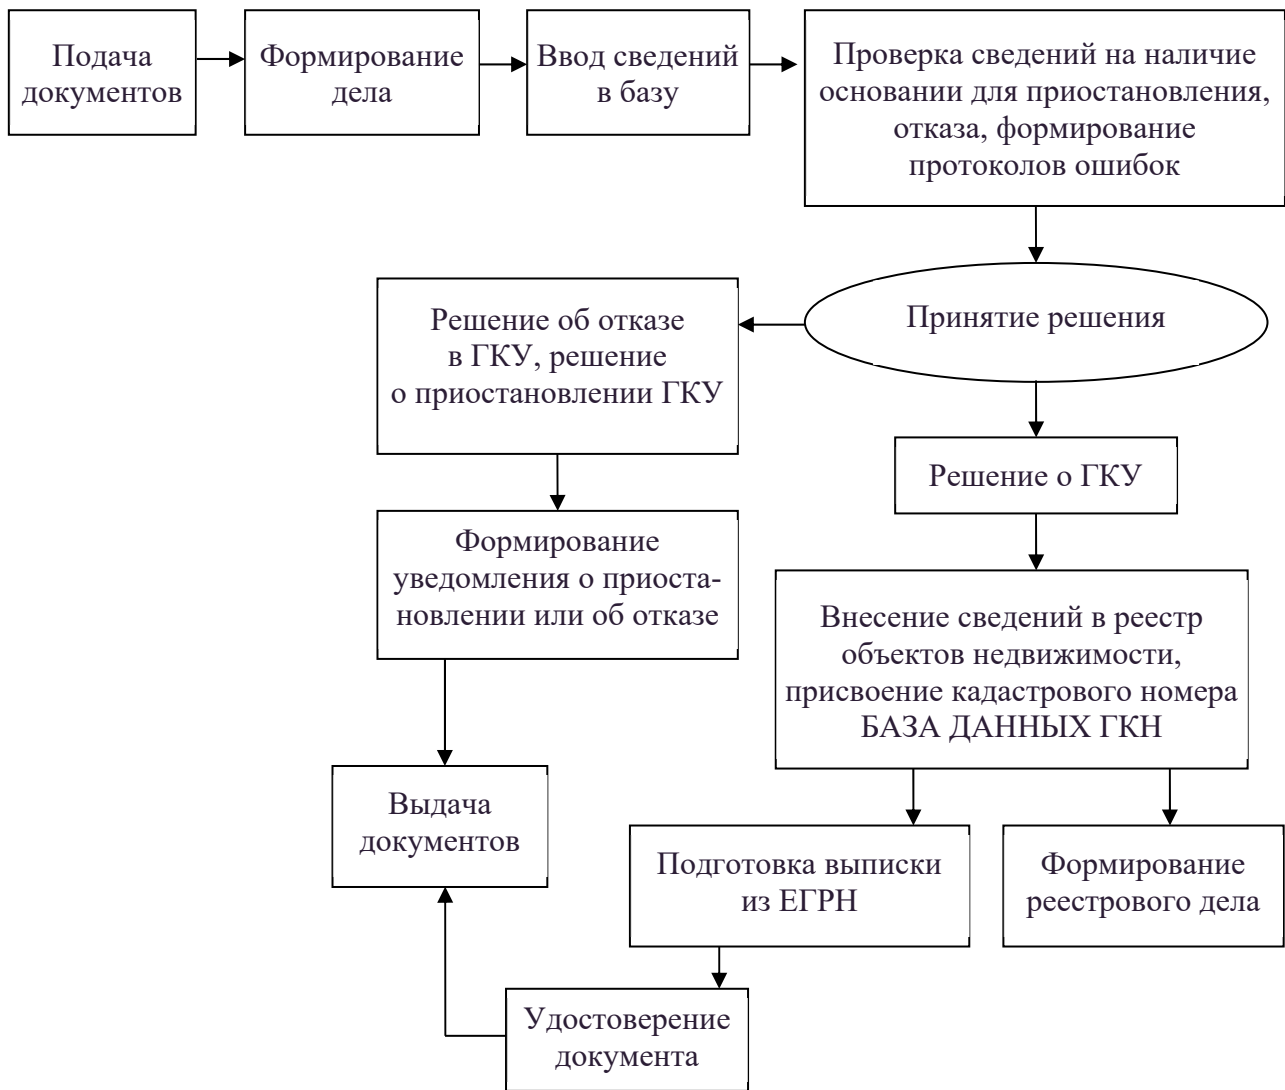 Подача
документов
Формирование
дела
Ввод сведений
в базу
Проверка сведений на наличие
основании для приостановления,
отказа, формирование
протоколов ошибок
Принятие решения
Решение об отказе
в ГКУ, решение
о приостановлении ГКУ
Решение о ГКУ
Формирование
уведомления о приоста-
новлении или об отказе
Внесение сведений в реестр
объектов недвижимости,
присвоение кадастрового номера
БАЗА ДАННЫХ ГКН
Выдача
документов
Подготовка выписки
из ЕГРН
Формирование
реестрового дела
Удостоверение
документа